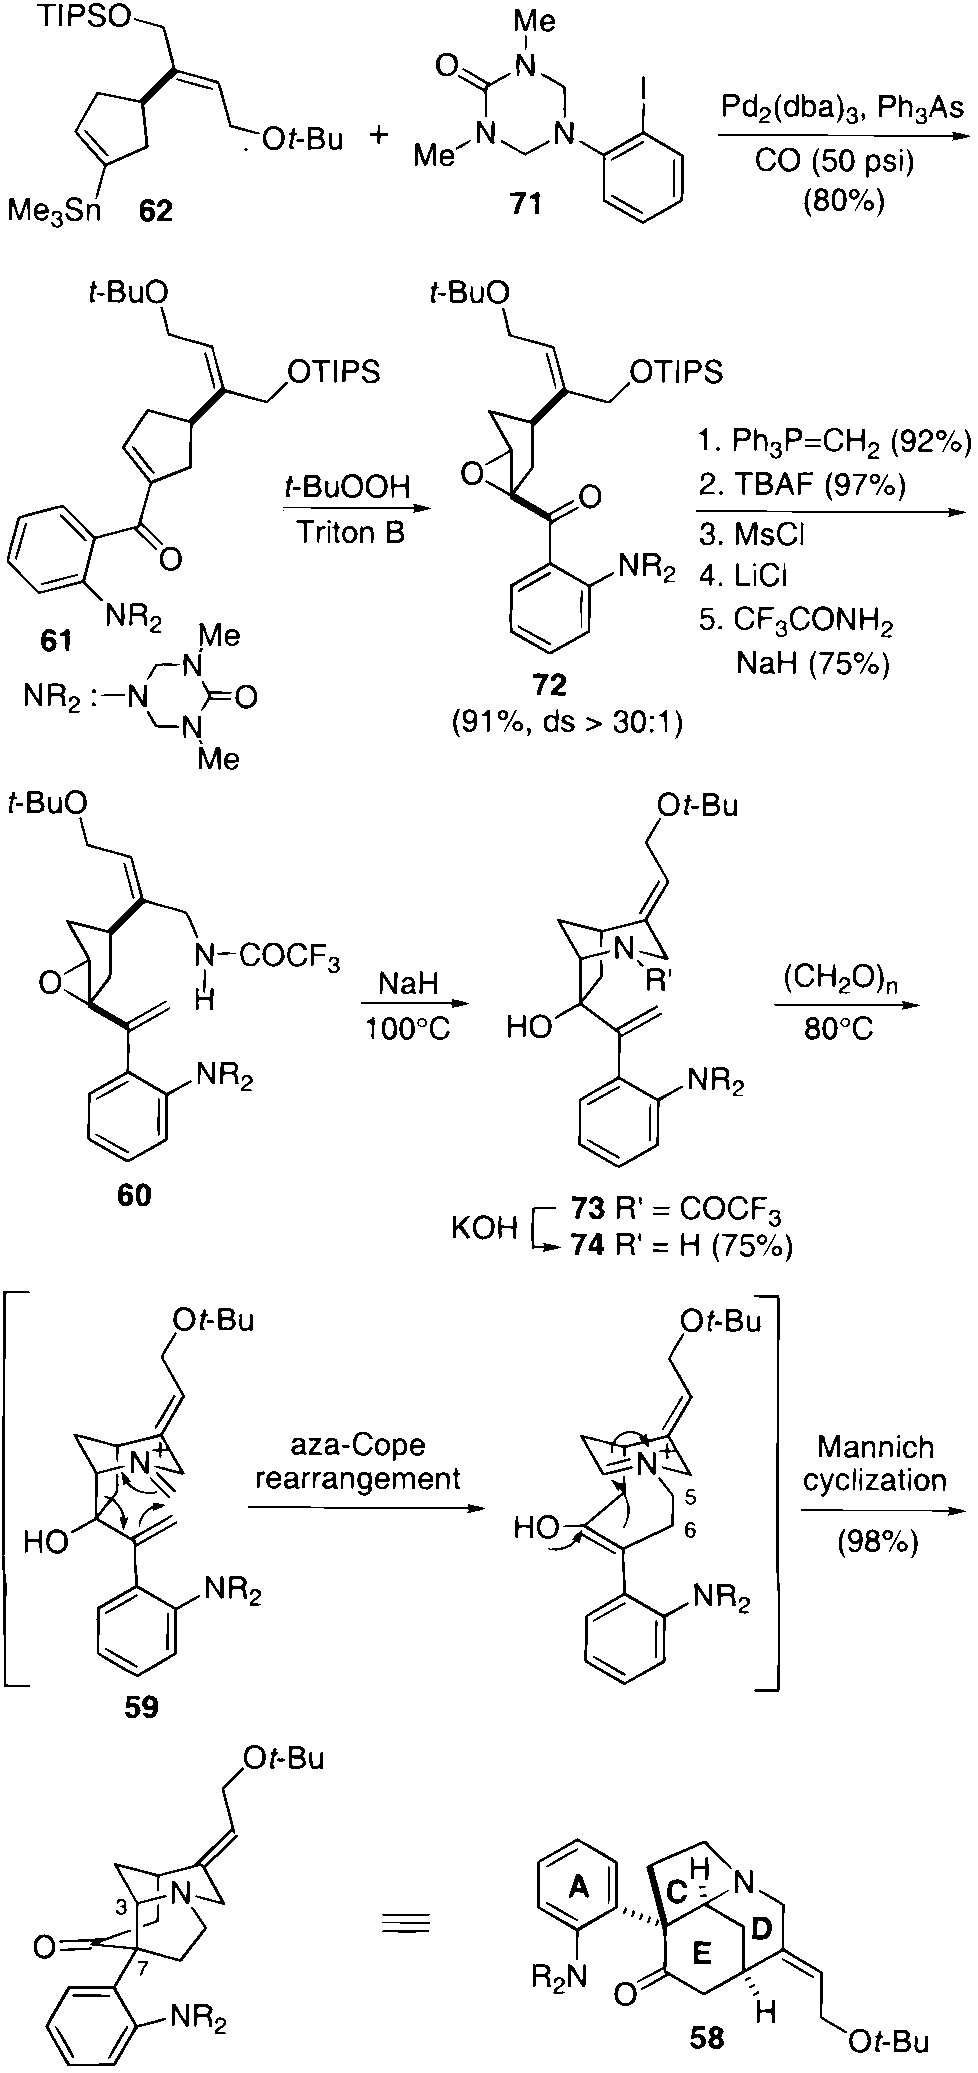 TIPSO
Ot-Bu
Me3Sn
62
+
Me
O
N
N
Me
N
I
71
Pd2(dba)3, Ph3As
CO (50 psi)
(80%)
t-BuO
OTIPS
O
NR2
61
NR2 :
N
N
Me
O
N
Me
t-BuOOH
Triton B
t-BuO
OTIPS
O
O
NR2
72
(91%, ds > 30:1)
1. Ph3P=CH2 (92%)
2. TBAF (97%)
3. MsCl
4. LiCl
5. CF3CONH2
NaH (75%)
t-BuO
N
H
COCF3
O
NR2
60
NaH
100°C
Ot-Bu
N
R'
HO
NR2
73 R' = COCF3
KOH
74 R' = H (75%)
(CH2O)n
80°C
Ot-Bu
N
+
HO
NR2
59
aza-Cope
rearrangement
Ot-Bu
N
+
5
6
HO
NR2
Mannich
cyclization
(98%)
Ot-Bu
3
N
O
7
NR2
≡
A
C
H
N
D
E
R2N
O
H
58
Ot-Bu